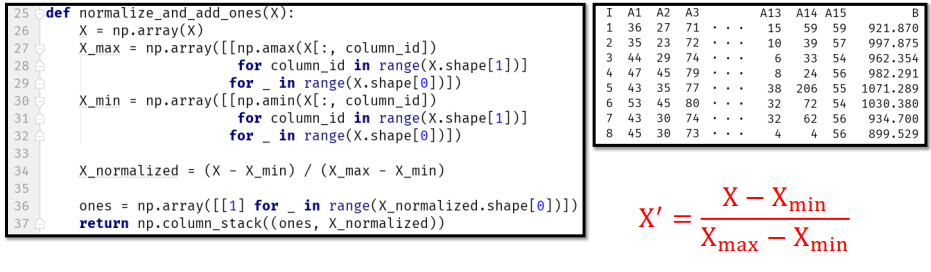 25 def normalize_and_add_ones(X):
26 X = np.array(X)
27 X_max = np.array([[np.amax(X[:, column_id])
28 for column_id in range(X.shape[1])]
29 for _ in range(X.shape[0])])
30 X_min = np.array([[np.amin(X[:, column_id])
31 for column_id in range(X.shape[1])]
32 for _ in range(X.shape[0])])
33
34 X_normalized = (X - X_min) / (X_max - X_min)
35
36 ones = np.array([[1] for _ in range(X_normalized.shape[0])])
37 return np.column_stack((ones, X_normalized))
I A1 A2 A3 A13 A14 A15 B
1 36 27 71 · · · 15 59 59 921.870
2 35 23 72 · · · 10 39 57 997.875
3 44 29 74 · · · 6 33 54 962.354
4 47 45 79 · · · 8 24 56 982.291
5 43 35 77 · · · 38 206 55 1071.289
6 53 45 80 · · · 32 72 54 1030.380
7 43 30 74 · · · 32 62 56 934.700
8 45 30 73 · · · 4 4 56 899.529
X′ = (X − Xmin) / (Xmax − Xmin)